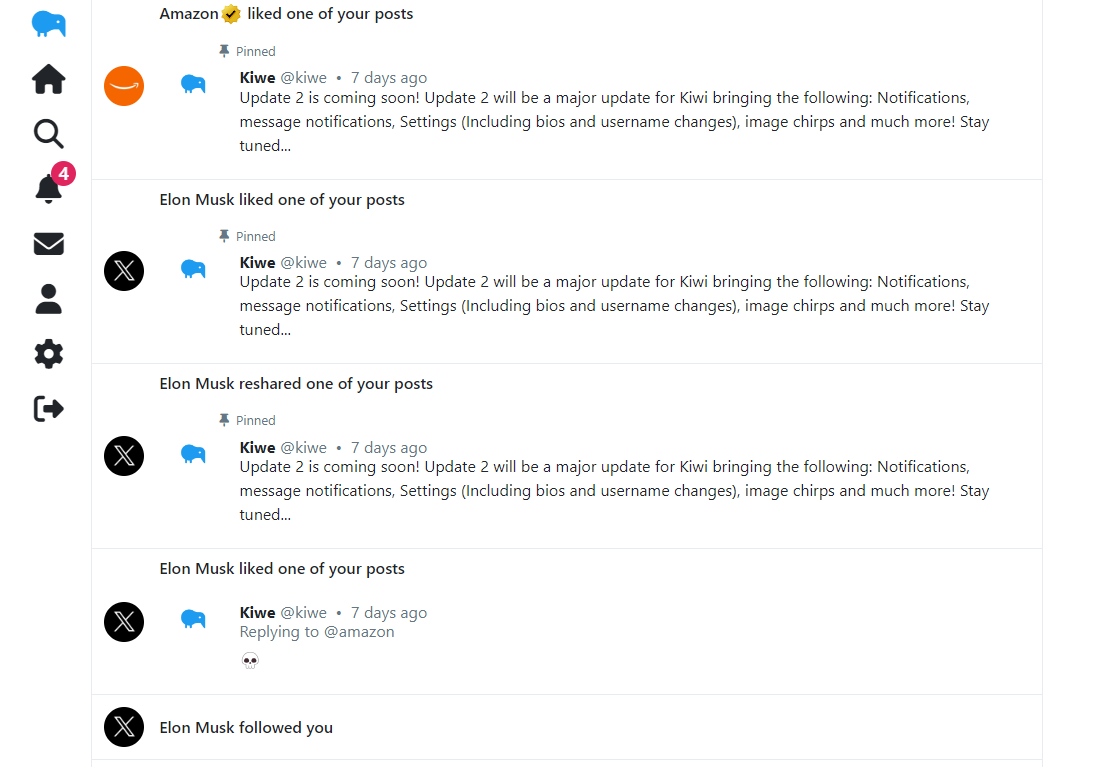 Amazon liked one of your posts
Pinned
Kiwe @kiwe • 7 days ago
Update 2 is coming soon! Update 2 will be a major update for Kiwi bringing the following: Notifications,
message notifications, Settings (Including bios and username changes), image chirps and much more! Stay
tuned...
4
Elon Musk liked one of your posts
Pinned
Kiwe @kiwe • 7 days ago
Update 2 is coming soon! Update 2 will be a major update for Kiwi bringing the following: Notifications,
message notifications, Settings (Including bios and username changes), image chirps and much more! Stay
tuned...
Elon Musk reshared one of your posts
Pinned
Kiwe @kiwe • 7 days ago
Update 2 is coming soon! Update 2 will be a major update for Kiwi bringing the following: Notifications,
message notifications, Settings (Including bios and username changes), image chirps and much more! Stay
tuned...
Elon Musk liked one of your posts
Kiwe @kiwe • 7 days ago
Replying to @amazon
💀
Elon Musk followed you